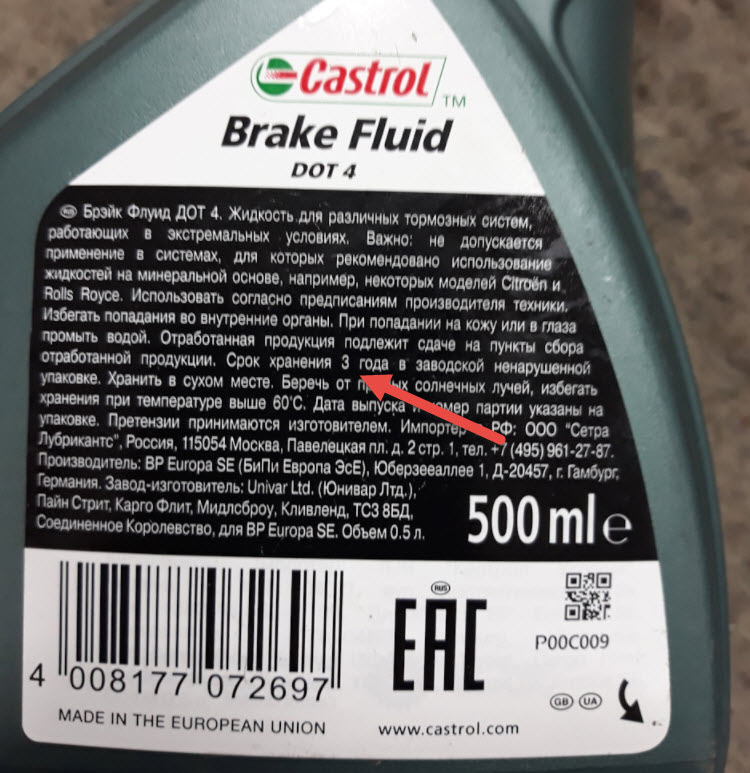 Castrol
TM
Brake Fluid
DOT 4
RUS Брэйк Флуид ДОТ 4. Жидкость для различных тормозных систем,
работающих в экстремальных условиях. Важно: не допускается
применение в системах, для которых рекомендовано использование
жидкостей на минеральной основе, например, некоторых моделей Citroën и
Rolls Royce. Использовать согласно предписаниям производителя техники.
Избегать попадания во внутренние органы. При попадании на кожу или в глаза
промыть водой. Отработанная продукция подлежит сдаче на пункты сбора
отработанной продукции. Срок хранения 3 года в заводской ненарушенной
упаковке. Хранить в сухом месте. Беречь от солнечных лучей, избегать
хранения при температуре выше 60°C. Дата выпуска и номер партии указаны на
упаковке. Претензии принимаются изготовителем. Импортер РФ: ООО "Сетра
Лубрикантс", Россия, 115054 Москва, Павелецкая пл. д. 2 стр. 1, тел. +7 (495) 961-27-87.
Производитель: BP Europa SE (БиПи Европа ЭсЕ), Юберзееаллее 1, Д-20457, г. Гамбург,
Германия. Завод-изготовитель: Univar Ltd. (Юнивар Лтд.),
Пайн Стрит, Карго Флит, Мидлсброу, Кливленд, ТС3 8БД,
Соединенное Королевство, для BP Europa SE. Объем 0.5 л.
500 ml e
4 008177 072697
MADE IN THE EUROPEAN UNION
RUS
EAC
www.castrol.com
P00C009
GB UA